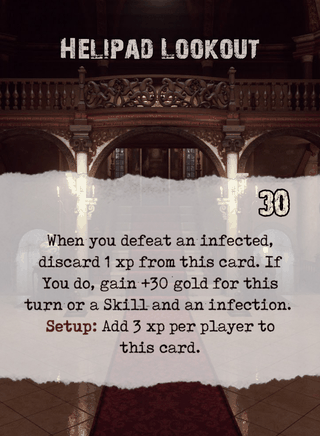 Helipad Lookout
30
When you defeat an infected,
discard 1 xp from this card. If
You do, gain +30 gold for this
turn or a Skill and an infection.
Setup: Add 3 xp per player to
this card.